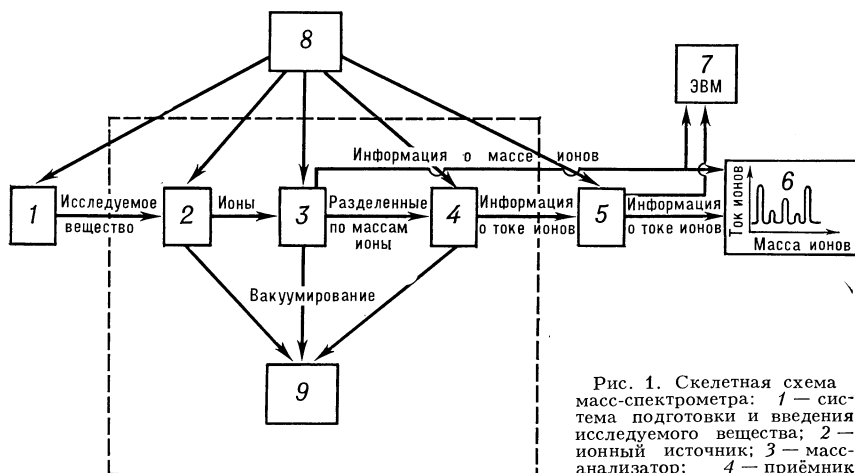 8
7
ЭВМ
Информация о массе ионов
6
Ток ионов
Масса ионов
1
Исследуемое
вещество
2
Ионы
3
Разделенные
по массам
ионы
4
Информация
о токе ионов
5
Информация
о токе ионов
Вакуумирование
9
Рис. 1. Скелетная схема
масс-спектрометра: 1 — сис-
тема подготовки и введения
исследуемого вещества; 2 —
ионный источник; 3 — масс-
анализатор; 4 — приёмник